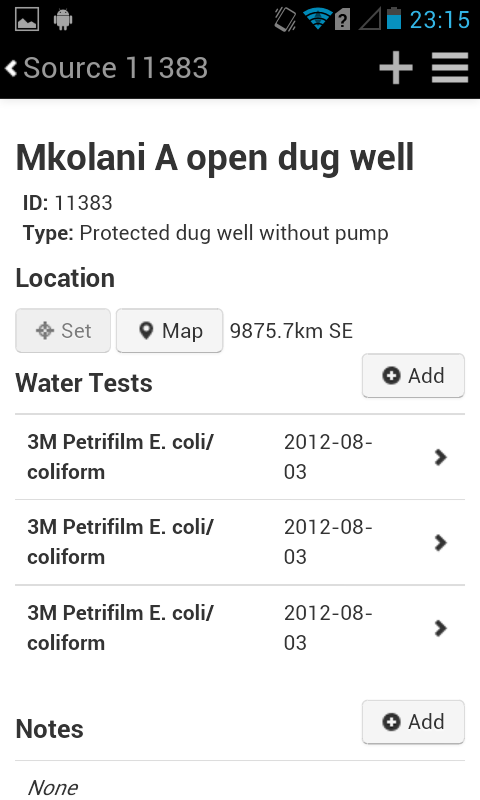 23:15
Source 11383
Mkolani A open dug well
ID: 11383
Type: Protected dug well without pump
Location
Set Map 9875.7km SE
Water Tests Add
3M Petrifilm E. coli/ 2012-08-
coliform 03
3M Petrifilm E. coli/ 2012-08-
coliform 03
3M Petrifilm E. coli/ 2012-08-
coliform 03
Notes Add
None